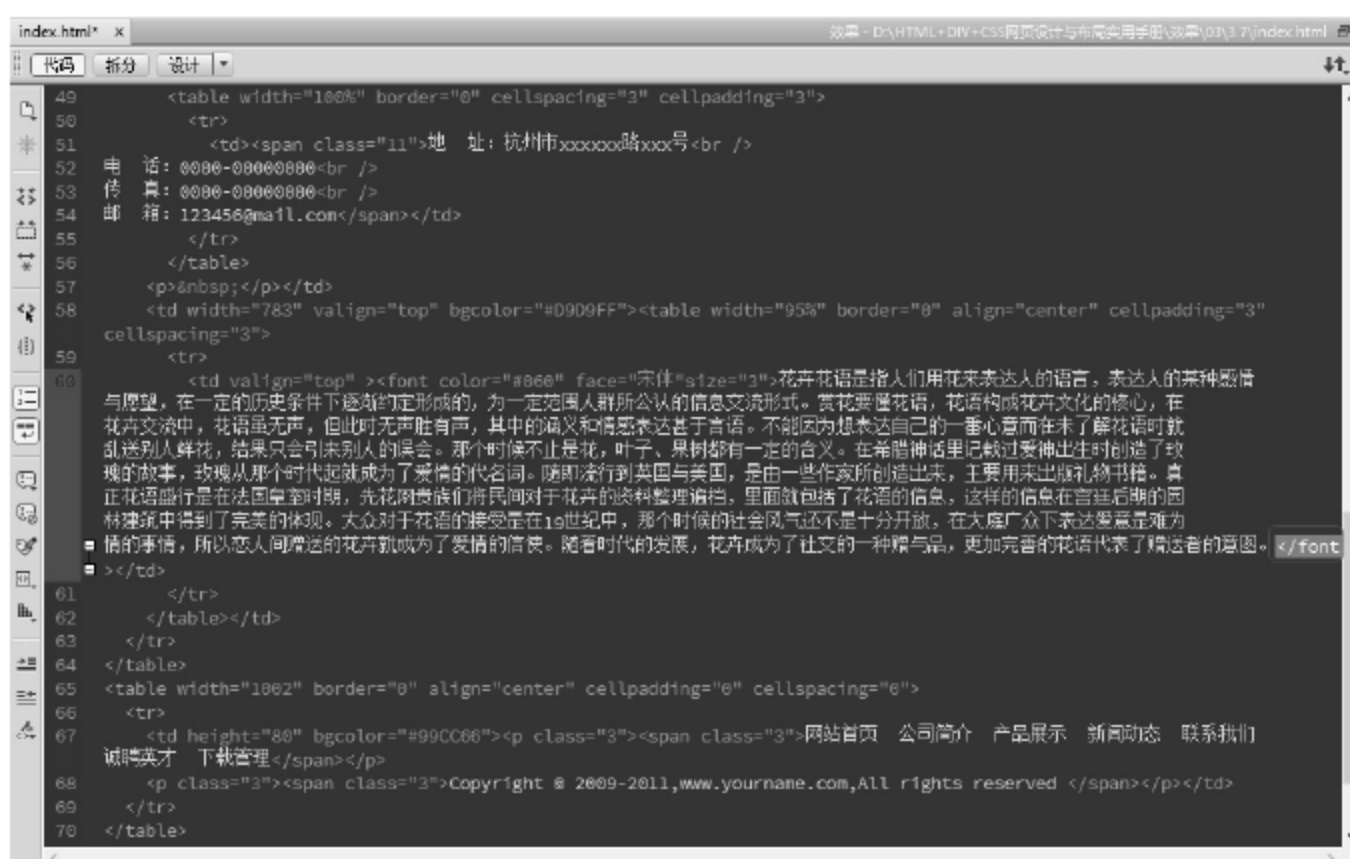 index.html* ×
效果 - D:\HTML+DIV+CSS网页设计与布局实用手册\效果\03\3.7\index.html
代码 拆分 设计
49 <table width="100%" border="0" cellspacing="3" cellpadding="3">
50 <tr>
51 <td><span class="11">地 址：杭州市xxxxxx路xxx号<br />
52 电 话：0000-00000000<br />
53 传 真：0000-00000000<br />
54 邮 箱：123456@mail.com</span></td>
55 </tr>
56 </table>
57 <p>&nbsp;</p></td>
58 <td width="783" valign="top" bgcolor="#D9D9FF"><table width="95%" border="0" align="center" cellpadding="3"
cellspacing="3">
59 <tr>
60 <td valign="top" ><font color="#060" face="宋体"size="3">花卉花语是指人们用花来表达人的语言，表达人的某种感情
与愿望，在一定的历史条件下逐渐约定形成的，为一定范围人群所公认的信息交流形式。赏花要懂花语，花语构成花卉文化的核心，在
花卉交流中，花语虽无声，但此时无声胜有声，其中的涵义和情感表达甚于言语。不能因为想表达自己的一番心意而在未了解花语时就
乱送别人鲜花，结果只会引来别人的误会。那个时候不止是花，叶子、果树都有一定的含义。在希腊神话里记载过爱神出生时创造了玫
瑰的故事，玫瑰从那个时代起就成为了爱情的代名词。随即流行到英国与美国，是由一些作家所创造出来，主要用来出版礼物书籍。真
正花语盛行是在法国皇室时期，先花 贵族们将民间对于花卉的资料整理 档，里面就包括了花语的信息，这样的信息在宫廷后期的园
林建筑中得到了完美的体现。大众对于花语的接受是在19世纪中，那个时候的社会风气还不是十分开放，在大庭广众下表达爱意是难为
情的事情，所以恋人间赠送的花卉就成为了爱情的信使。随着时代的发展，花卉成为了社交的一种赠与品，更加完善的花语代表了赠送者的意图。</font
></td>
61 </tr>
62 </table></td>
63 </tr>
64 </table>
65 <table width="1002" border="0" align="center" cellpadding="0" cellspacing="0">
66 <tr>
67 <td height="80" bgcolor="#99CC66"><p class="3"><span class="3">网站首页 公司简介 产品展示 新闻动态 联系我们
诚聘英才 下载管理</span></p>
68 <p class="3"><span class="3">Copyright © 2009-2011,www.yourname.com,All rights reserved </span></p></td>
69 </tr>
70 </table>